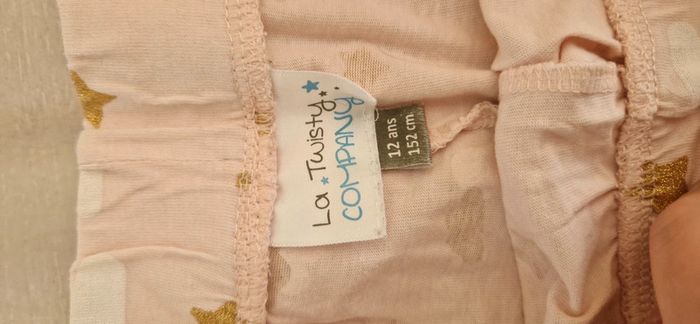 La Twisty
COMPANY.
12 ans
152 cm